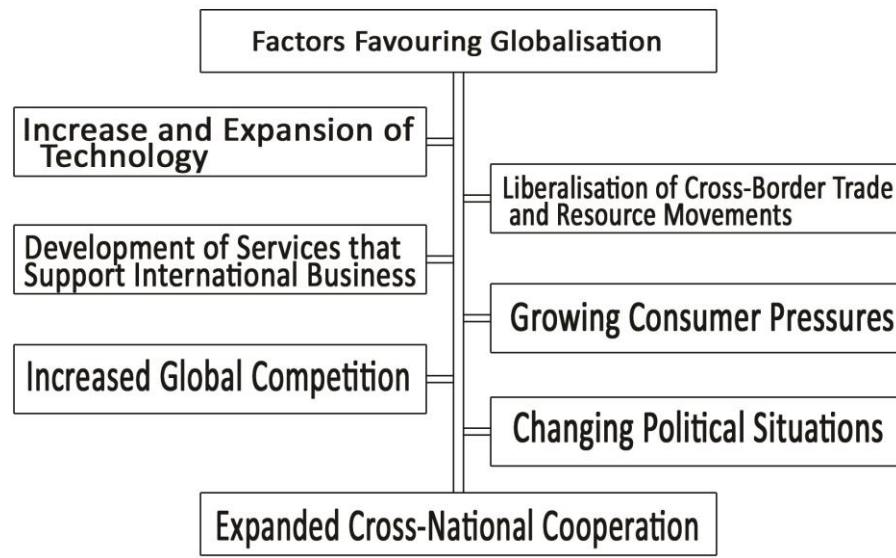 Factors Favouring Globalisation
Increase and Expansion of
Technology
Liberalisation of Cross-Border Trade
and Resource Movements
Development of Services that
Support International Business
Growing Consumer Pressures
Increased Global Competition
Changing Political Situations
Expanded Cross-National Cooperation